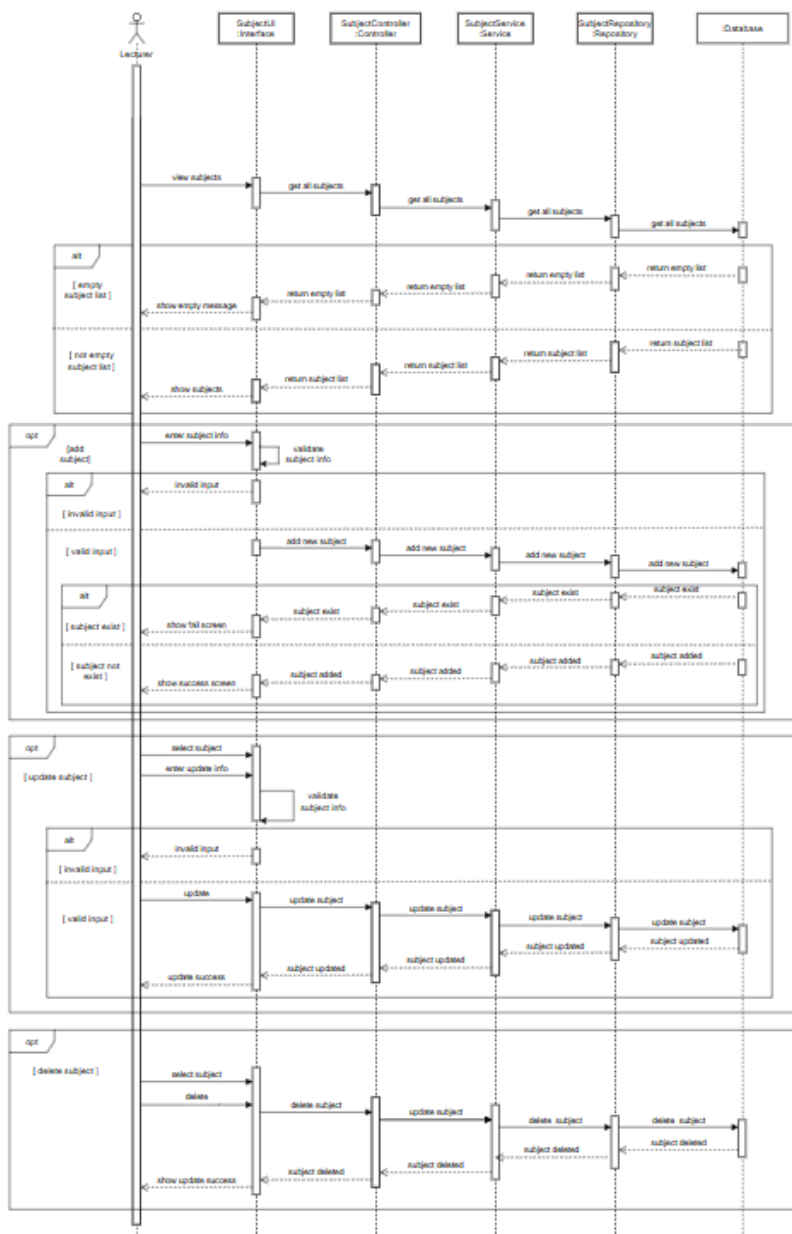 SubjectUI
:Interface
SubjectController
:Controller
SubjectService
:Service
SubjectRepository
:Repository
:Database
Lecturer
view subjects
get all subjects
get all subjects
get all subjects
get all subjects
alt
[ empty
subject list ]
return empty list
return empty list
return empty list
return empty list
show empty message
[ not empty
subject list ]
return subject list
return subject list
return subject list
return subject list
show subjects
opt
[add
subject]
enter subject info
validate
subject info
alt
[ invalid input ]
invalid input
[ valid input ]
add new subject
add new subject
add new subject
add new subject
alt
[ subject exist ]
subject exist
subject exist
subject exist
subject exist
show fail screen
[ subject not
exist ]
subject added
subject added
subject added
subject added
show success screen
opt
[ update subject ]
select subject
enter update info
validate
subject info
alt
[ invalid input ]
invalid input
[ valid input ]
update
update subject
update subject
update subject
update subject
subject updated
subject updated
subject updated
subject updated
update success
opt
[ delete subject ]
select subject
delete
delete subject
update subject
delete subject
delete subject
subject deleted
subject deleted
subject deleted
subject deleted
show update success